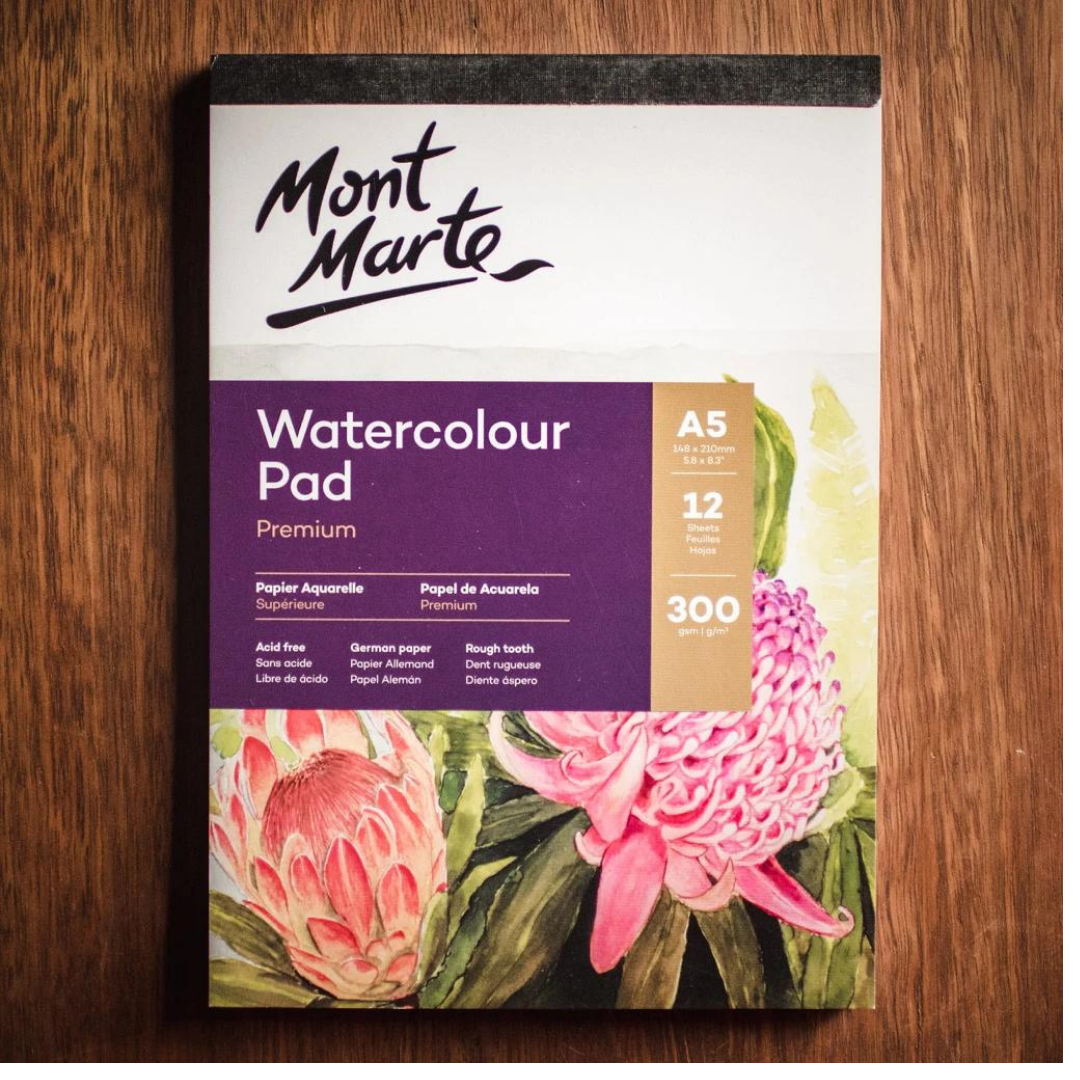 Mont
Marte
Watercolour
Pad
Premium
Papier Aquarelle
Supérieure
Papel de Acuarela
Premium
Acid free
Sans acide
Libre de ácido
German paper
Papier Allemand
Papel Alemán
Rough tooth
Dent rugueuse
Diente áspero
A5
148 x 210mm
5.8 x 8.3"
12
Sheets
Feuilles
Hojas
300
gsm | g/m²